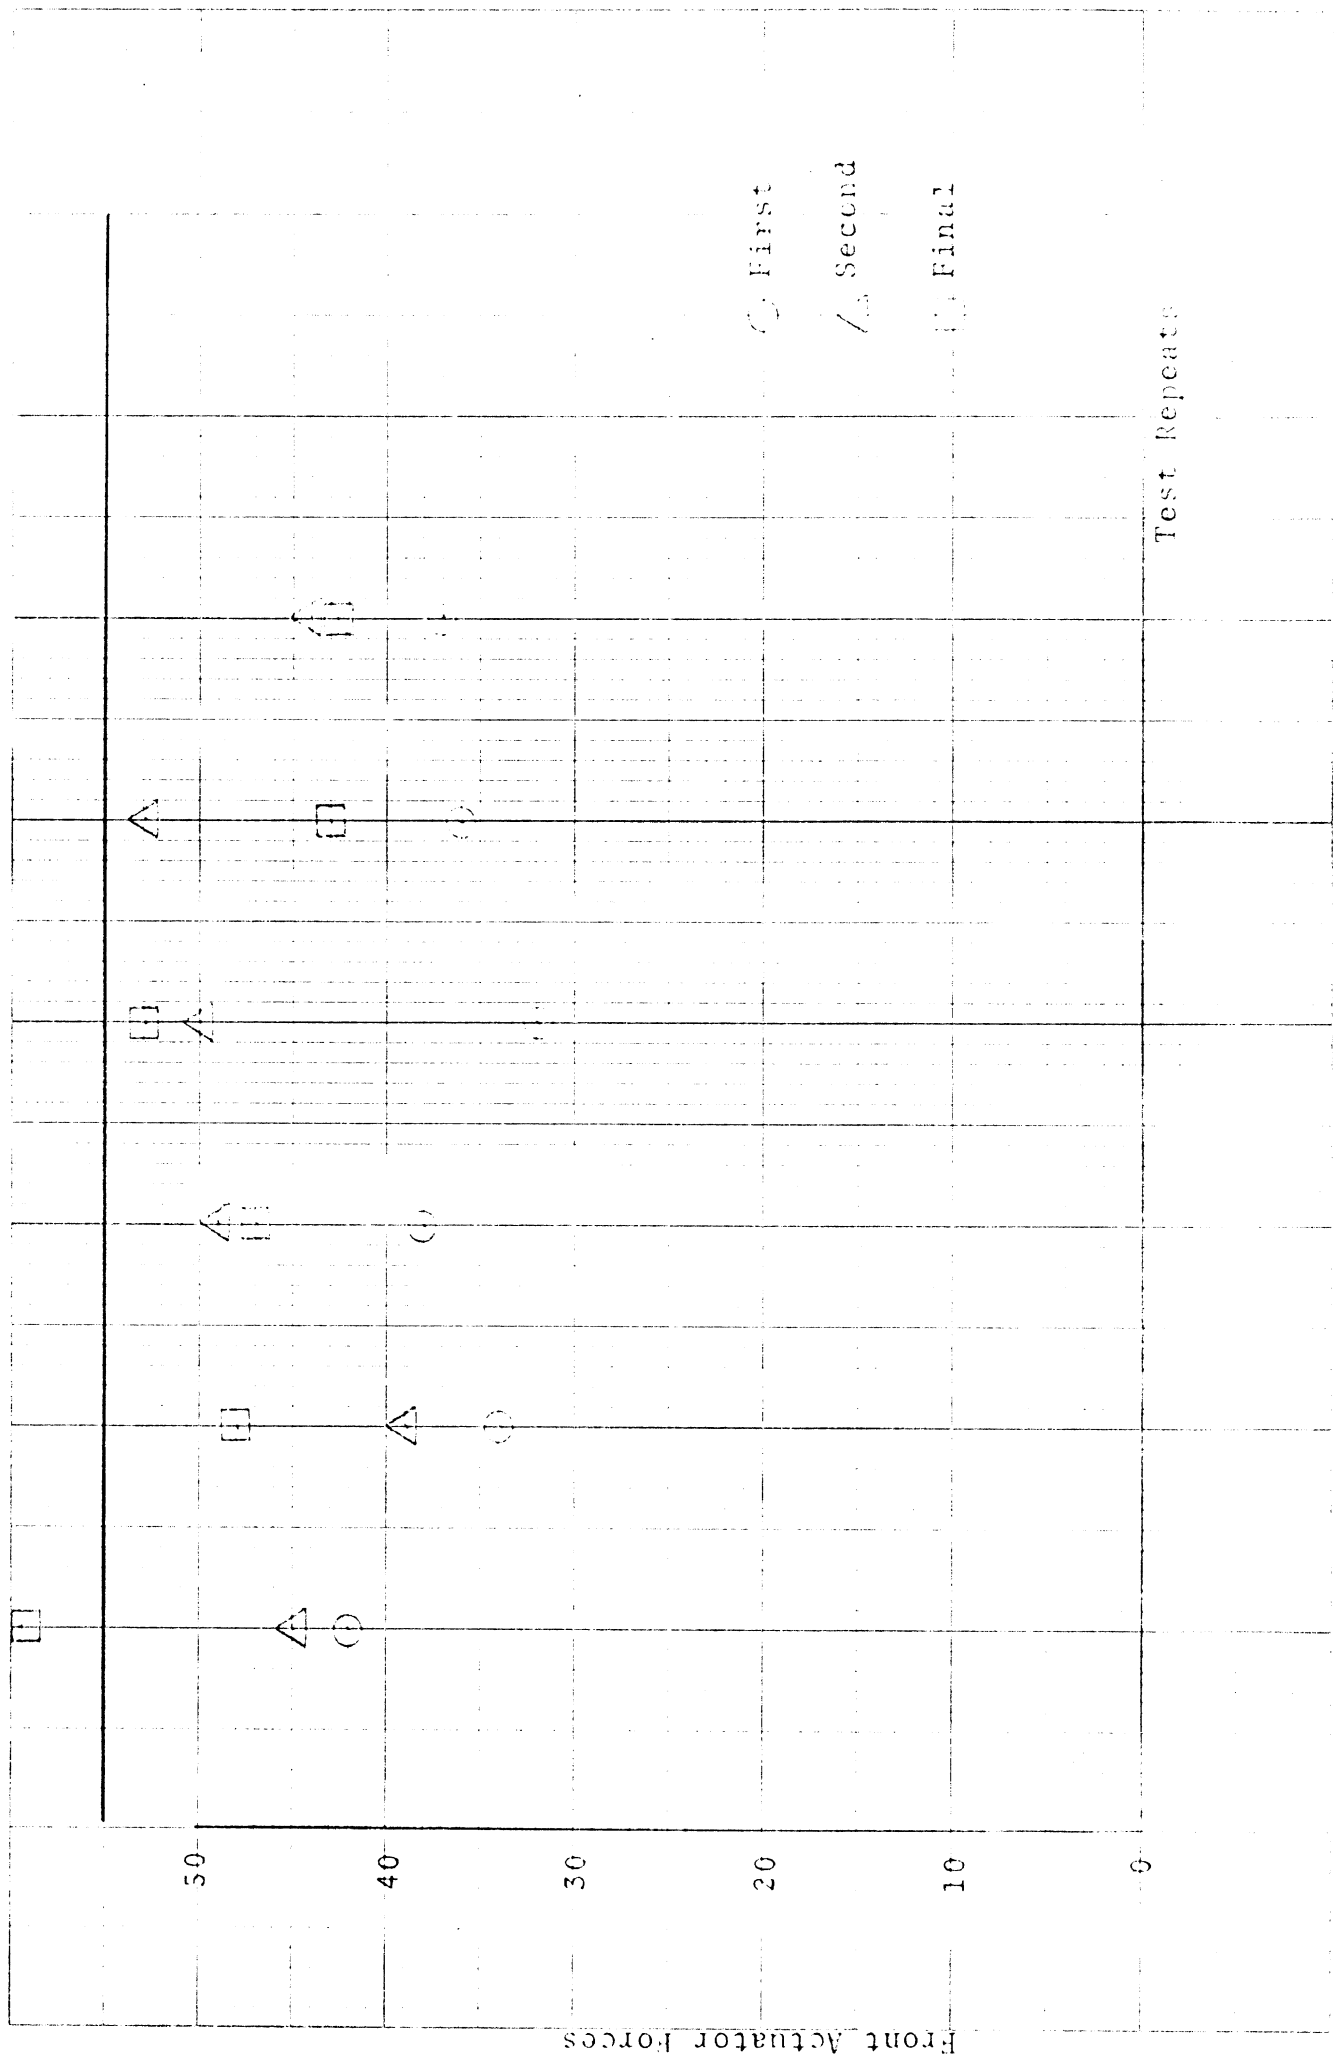 Front Actuator Forces
50
40
30
20
10
0
First
Second
Final
Test Repeats